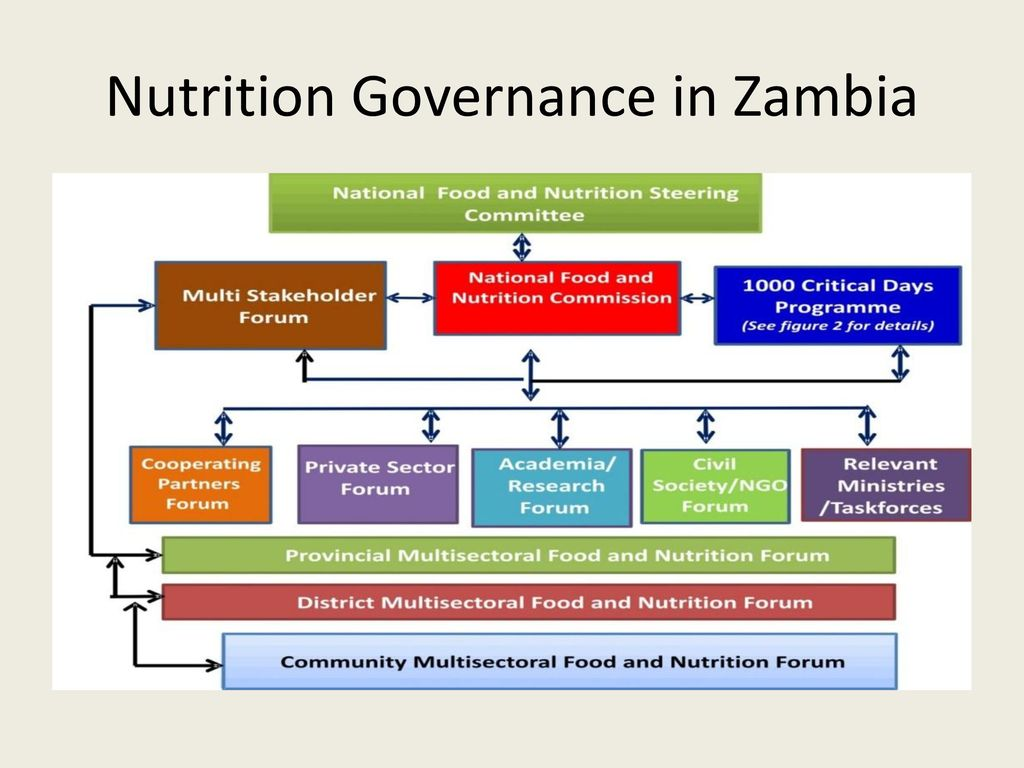 Nutrition Governance in Zambia
National Food and Nutrition Steering
Committee
Multi Stakeholder
Forum
National Food and
Nutrition Commission
1000 Critical Days
Programme
(See figure 2 for details)
Cooperating
Partners
Forum
Private Sector
Forum
Academia/
Research
Forum
Civil
Society/NGO
Forum
Relevant
Ministries
/Taskforces
Provincial Multisectoral Food and Nutrition Forum
District Multisectoral Food and Nutrition Forum
Community Multisectoral Food and Nutrition Forum